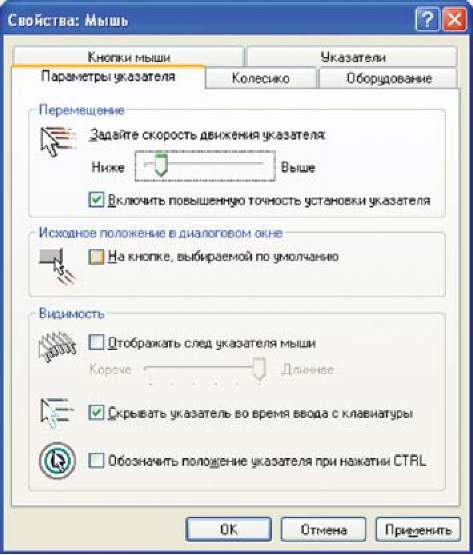 Свойства: Мышь
Кнопки мыши Указатели
Параметры указателя Колесико Оборудование
Перемещение
Задайте скорость движения указателя:
Ниже Выше
Включить повышенную точность установки указателя
Исходное положение в диалоговом окне
На кнопке, выбираемой по умолчанию
Видимость
Отображать след указателя мыши
Короче Длиннее
Скрывать указатель во время ввода с клавиатуры
Обозначить положение указателя при нажатии CTRL
OK Отмена Применить